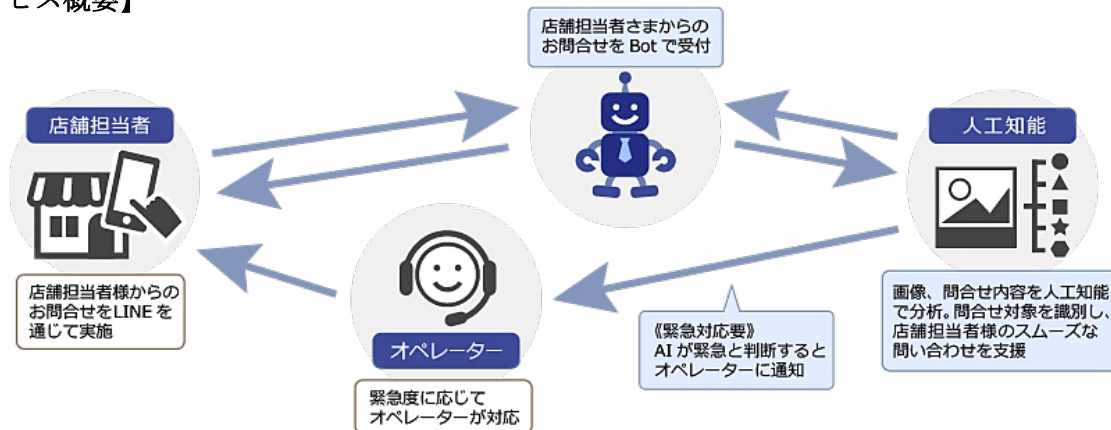 ビス概要】
店舗担当者さまからの
お問合せを Bot で受付
店舗担当者
人工知能
店舗担当者様からの
お問合せをLINE を
通じて実施
オペレーター
緊急度に応じて
オペレーターが対応
《緊急対応要》
AI が緊急と判断すると
オペレーターに通知
画像、問合せ内容を人工知能
で分析。問合せ対象を識別し、
店舗担当者様のスムーズな
問い合わせを支援